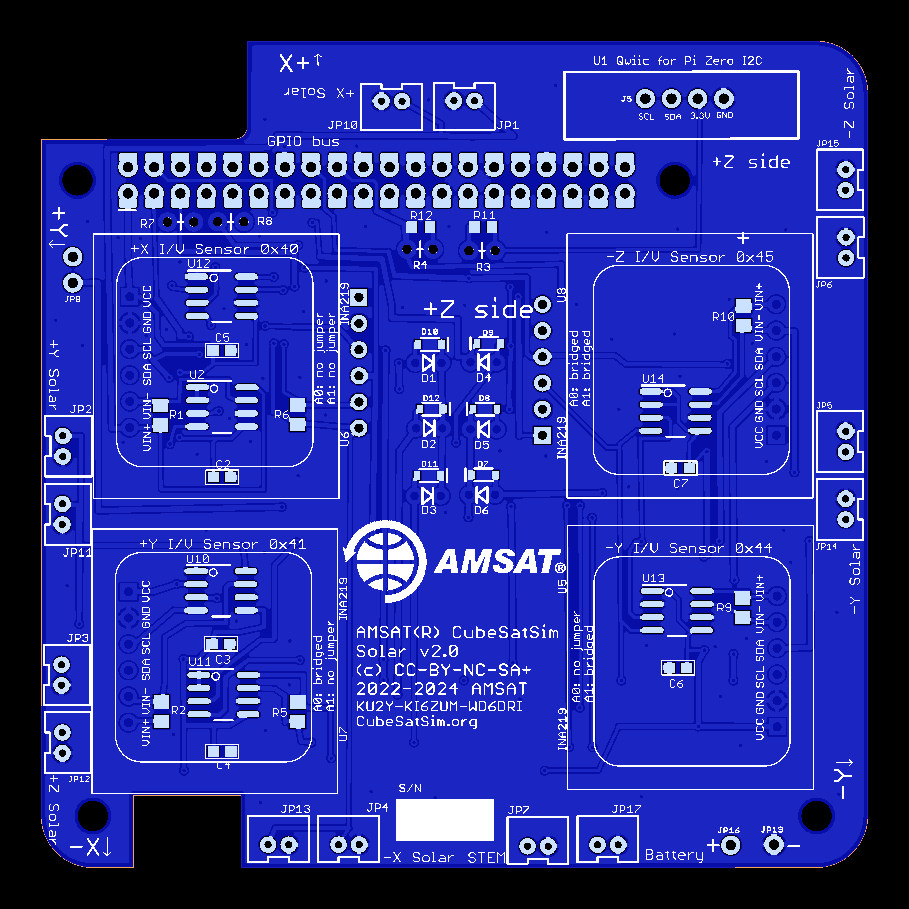 X+↑
+X Solar
JP10
JP1
U1 Qwiic for Pi Zero I2C
J5
SCL SDA 3.3V GND
-Z Solar
JP15
GPIO bus
+Z side
R7
R8
R12
R11
R4
R3
+Y
JP8
+X I/V Sensor 0x40
U12
C5
U2
R1
R6
C2
VCC
GND
SCL
SDA
VIN-
VIN+
A0: no jumper
A1: no jumper
INA219
U6
+Z side
D10
D9
D1
D4
D12
D8
D2
D5
D11
D7
D3
D6
+
-Z I/V Sensor 0x45
U8
R10
A0: bridged
A1: bridged
INA219
U14
C7
VIN+
VIN-
SDA
SCL
GND
VCC
JP6
JP5
JP14
-Y Solar
+Y Solar
JP2
JP11
+Y I/V Sensor 0x41
U10
C3
U11
R2
R5
C4
VCC
GND
SCL
SDA
VIN-
VIN+
A0: bridged
A1: no jumper
INA219
U7
AMSAT®
AMSAT(R) CubeSatSim
Solar v2.0
(c) CC-BY-NC-SA+
2022-2024 AMSAT
KU2Y-KI6ZUM-WD6DRI
CubeSatSim.org
-Y I/V Sensor 0x44
U5
U13
R9
C6
A0: no jumper
A1: bridged
INA219
VIN+
VIN-
SDA
SCL
GND
VCC
JP3
JP12
+Z Solar
-X↓
S/N
JP13
JP4
-X Solar STEM
JP7
JP17
Battery
JP16
JP19
+
-
-Y